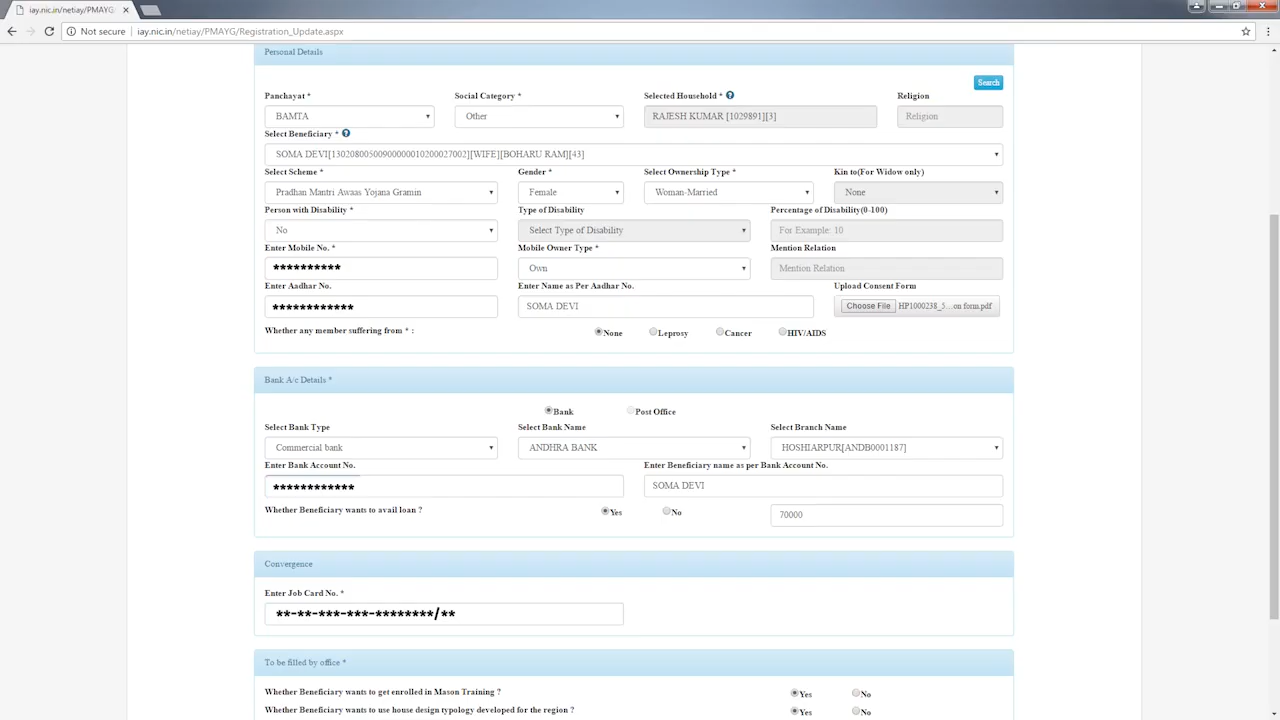 iay.nic.in/netiay/PMAYG
Not secure | iay.nic.in/netiay/PMAYG/Registration_Update.aspx
Personal Details
Search
Panchayat * Social Category * Selected Household * Religion
BAMTA Other RAJESH KUMAR [1029891][3] Religion
Select Beneficiary *
SOMA DEVI[1302080050090000010200027002][WIFE][BOHARU RAM][43]
Select Scheme * Gender * Select Ownership Type * Kin to(For Widow only)
Pradhan Mantri Awaas Yojana Gramin Female Woman-Married None
Person with Disability * Type of Disability Percentage of Disability(0-100)
No Select Type of Disability For Example: 10
Enter Mobile No. * Mobile Owner Type * Mention Relation
********** Own Mention Relation
Enter Aadhar No. Enter Name as Per Aadhar No. Upload Consent Form
************ SOMA DEVI Choose File HP1000238_5...on form.pdf
Whether any member suffering from * : None Leprosy Cancer HIV/AIDS
Bank A/c Details *
Bank Post Office
Select Bank Type Select Bank Name Select Branch Name
Commercial bank ANDHRA BANK HOSHIARPUR[ANDB0001187]
Enter Bank Account No. Enter Beneficiary name as per Bank Account No.
************ SOMA DEVI
Whether Beneficiary wants to avail loan ? Yes No 70000
Convergence
Enter Job Card No. *
**-**-***-***-********/**
To be filled by office *
Whether Beneficiary wants to get enrolled in Mason Training ? Yes No
Whether Beneficiary wants to use house design typology developed for the region ? Yes No